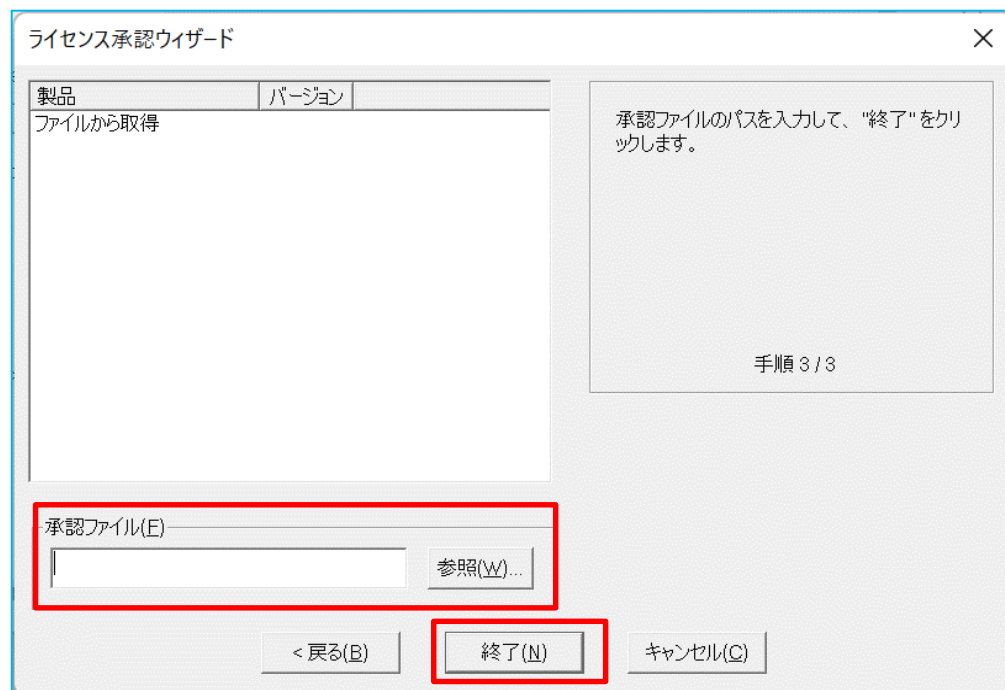 ライセンス承認ウィザード
製品 バージョン
ファイルから取得
承認ファイルのパスを入力して、"終了"をクリ
ックします。
手順 3 / 3
承認ファイル(F)
参照(W)...
< 戻る(B) 終了(N) キャンセル(C)